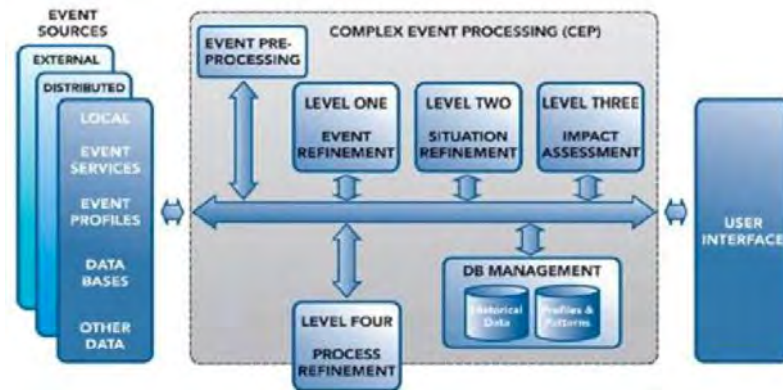 EVENT
SOURCES
EXTERNAL
DISTRIBUTED
LOCAL
EVENT
SERVICES
EVENT
PROFILES
DATA
BASES
OTHER
DATA
COMPLEX EVENT PROCESSING (CEP)
EVENT PRE-
PROCESSING
LEVEL ONE
EVENT
REFINEMENT
LEVEL TWO
SITUATION
REFINEMENT
LEVEL THREE
IMPACT
ASSESSMENT
LEVEL FOUR
PROCESS
REFINEMENT
DB MANAGEMENT
Historical
Data
Profiles &
Patterns
USER
INTERFACE